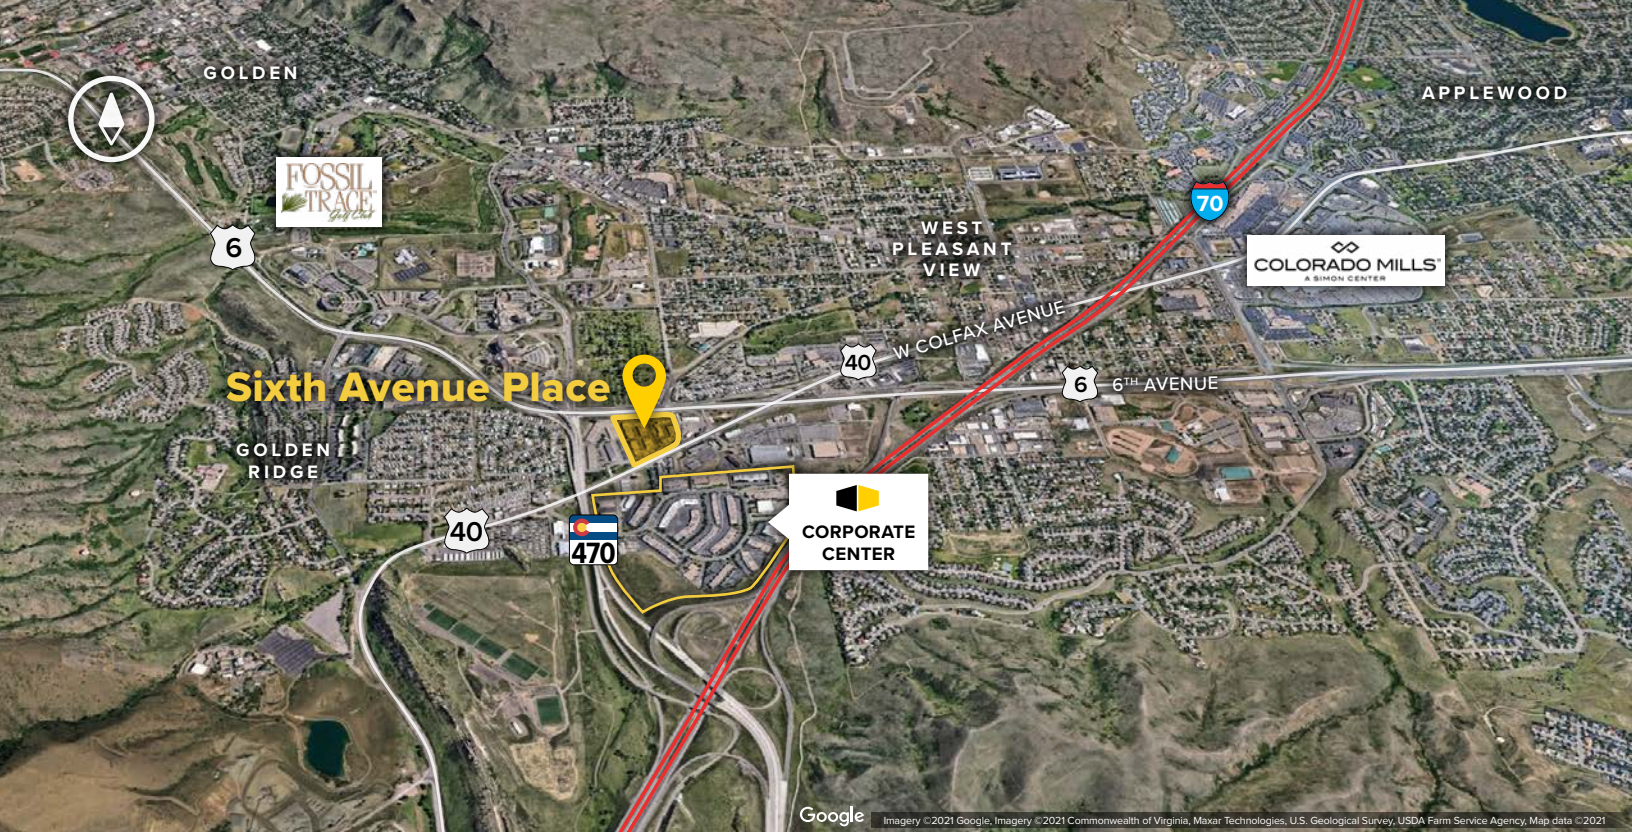 GOLDEN
APPLEWOOD
FOSSIL
TRACE
Golf Club
6
70
WEST
PLEASANT
VIEW
COLORADO MILLS
A SIMON CENTER
W COLFAX AVENUE
40
6
6TH AVENUE
Sixth Avenue Place
GOLDEN
RIDGE
40
470
CORPORATE
CENTER
Google
Imagery ©2021 Google, Imagery ©2021 Commonwealth of Virginia, Maxar Technologies, U.S. Geological Survey, USDA Farm Service Agency, Map data ©2021